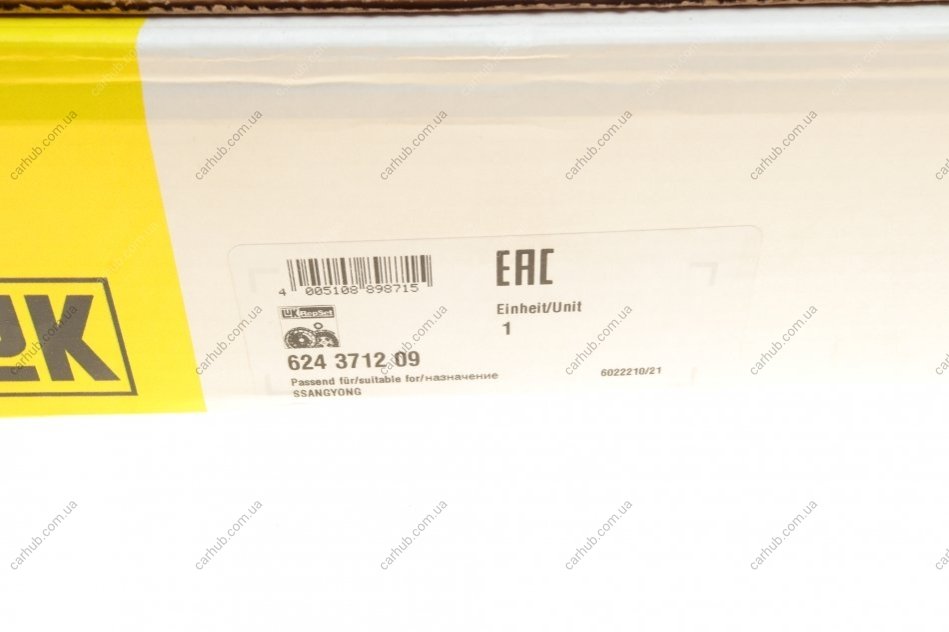 LUK
4 005108 898715
EAC
LUK RepSet
Einheit/Unit
1
624 3712 09
Passend für/suitable for/назначение
SSANGYONG
6022210/21
carhub.com.ua